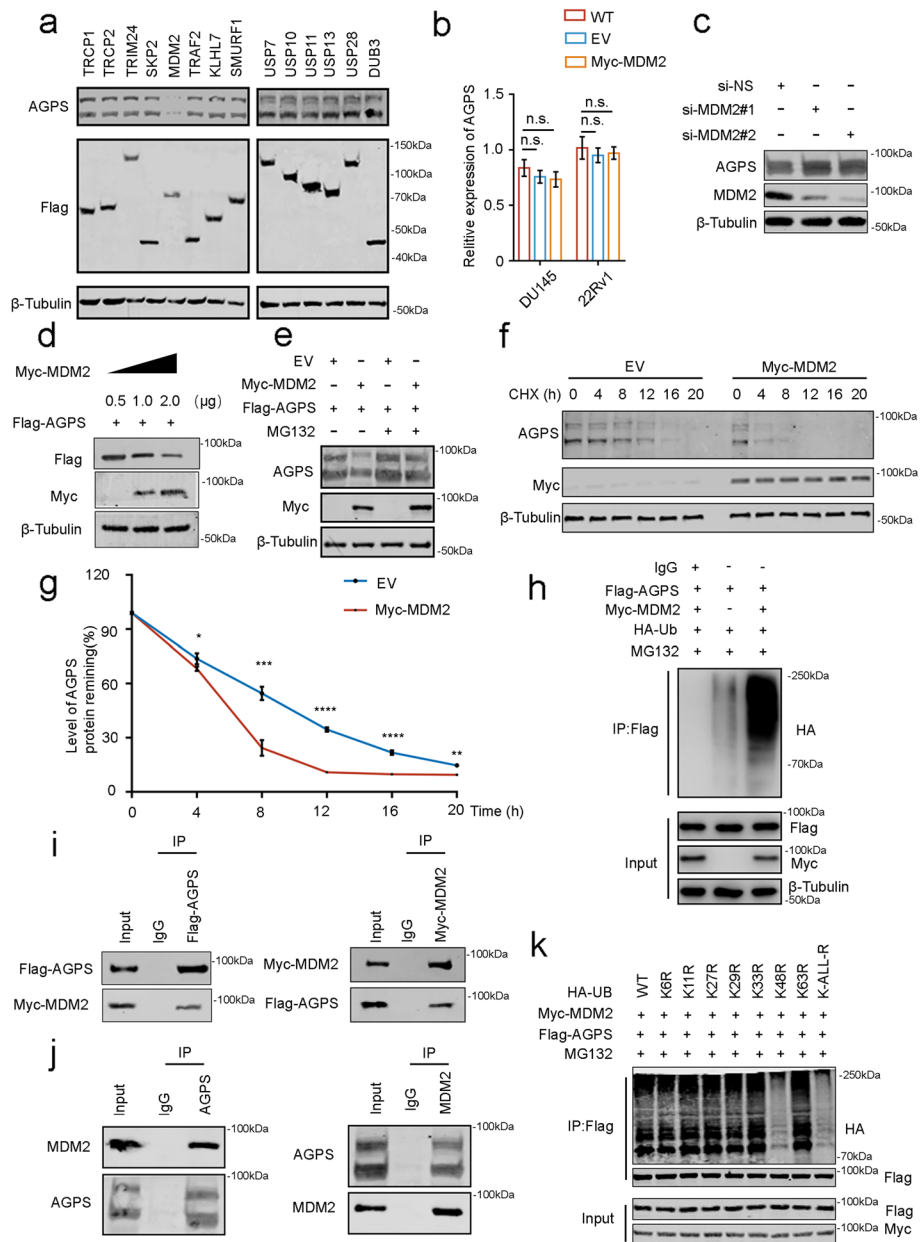 a
TRCP1
TRCP2
TRIM24
SKP2
MDM2
TRAF2
KLHL7
SMURF1
USP7
USP10
USP11
USP13
USP28
DUB3
AGPS
Flag
-150kDa
-100kDa
-70kDa
-50kDa
-40kDa
β-Tubulin
-50kDa
b
WT
EV
Myc-MDM2
Relitive expression of AGPS
1.5
1.0
0.5
0
n.s.
n.s.
n.s.
n.s.
DU145
22Rv1
c
si-NS +
si-MDM2#1 +
si-MDM2#2 +
AGPS -100kDa
MDM2 -100kDa
β-Tubulin -50kDa
d
Myc-MDM2
0.5 1.0 2.0 (μg)
Flag-AGPS + + +
-100kDa
Flag
Myc -100kDa
β-Tubulin
-50kDa
e
EV + - + -
Myc-MDM2 - + - +
Flag-AGPS + + + +
MG132 - - + +
-100kDa
AGPS
Myc -100kDa
β-Tubulin
-50kDa
f
EV Myc-MDM2
CHX (h) 0 4 8 12 16 20 0 4 8 12 16 20
AGPS -100kDa
Myc -100kDa
β-Tubulin -50kDa
g
Level of AGPS
protein remining(%)
120
90
60
30
0
EV
Myc-MDM2
*
***
****
****
**
0 4 8 12 16 20 Time (h)
h
IgG + - -
Flag-AGPS + + +
Myc-MDM2 + - +
HA-Ub + + +
MG132 + + +
-250kDa
IP:Flag HA
-70kDa
-100kDa
Flag
Input
-100kDa
Myc
β-Tubulin
-50kDa
i
IP
Input
IgG
Flag-AGPS
-100kDa
Flag-AGPS
Myc-MDM2 -100kDa
IP
Input
IgG
Myc-MDM2
-100kDa
Myc-MDM2
Flag-AGPS -100kDa
j
IP
Input
IgG
AGPS
MDM2 -100kDa
AGPS -100kDa
IP
Input
IgG
MDM2
-100kDa
AGPS
MDM2 -100kDa
k
HA-UB
WT
K6R
K11R
K27R
K29R
K33R
K48R
K63R
K-ALL-R
Myc-MDM2 + + + + + + + + +
Flag-AGPS + + + + + + + + +
MG132 + + + + + + + + +
-250kDa
IP:Flag HA
-70kDa
-100kDa
Flag
Input Flag
-100kDa
Myc